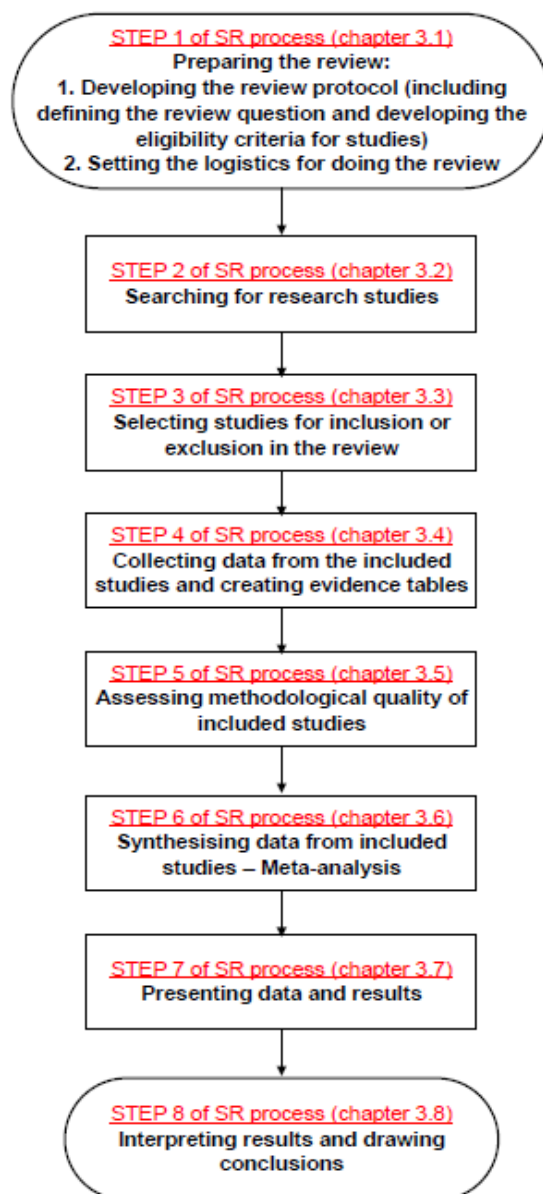 STEP 1 of SR process (chapter 3.1)
Preparing the review:
1. Developing the review protocol (including
defining the review question and developing the
eligibility criteria for studies)
2. Setting the logistics for doing the review
STEP 2 of SR process (chapter 3.2)
Searching for research studies
STEP 3 of SR process (chapter 3.3)
Selecting studies for inclusion or
exclusion in the review
STEP 4 of SR process (chapter 3.4)
Collecting data from the included
studies and creating evidence tables
STEP 5 of SR process (chapter 3.5)
Assessing methodological quality of
included studies
STEP 6 of SR process (chapter 3.6)
Synthesising data from included
studies – Meta-analysis
STEP 7 of SR process (chapter 3.7)
Presenting data and results
STEP 8 of SR process (chapter 3.8)
Interpreting results and drawing
conclusions